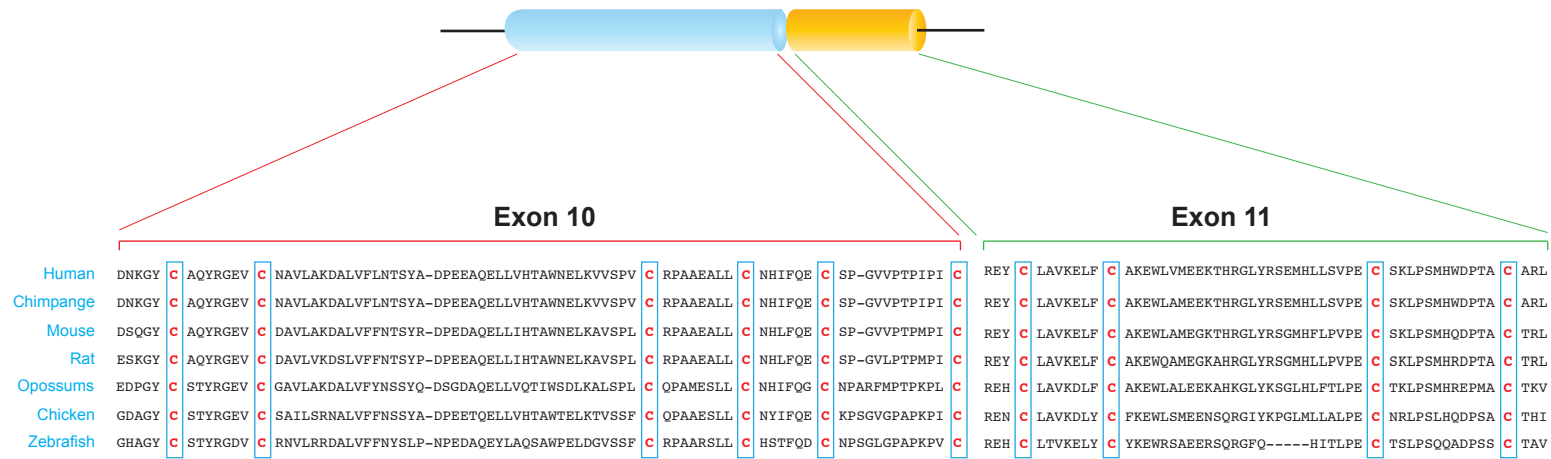 Exon 10 Exon 11
Human DNKGY C AQYRGEV C NAVLAKDALVFLNTSYA-DPEEAQELLVHTAWNELKVVSPV C RPAAEALL C NHIFQE C SP-GVVPTPIPI C REY C LAVKELF C AKEWLVMEEKTHRGLYRSEMHLLSVPE C SKLPSMHWDPTA C ARL
Chimpange DNKGY C AQYRGEV C NAVLAKDALVFLNTSYA-DPEEAQELLVHTAWNELKVVSPV C RPAAEALL C NHIFQE C SP-GVVPTPIPI C REY C LAVKELF C AKEWLAMEEKTHRGLYRSEMHLLSVPE C SKLPSMHWDPTA C ARL
Mouse DSQGY C AQYRGEV C DAVLAKDALVFFNTSYR-DPEDAQELLIHTAWNELKAVSPL C RPAAEALL C NHLFQE C SP-GVVPTPMPI C REY C LAVKELF C AKEWLAMEGKTHRGLYRSGMHFLPVPE C SKLPSMHQDPTA C TRL
Rat ESKGY C AQYRGEV C DAVLVKDSLVFFNTSYP-DPEEAQELLIHTAWNELKAVSPL C RPAAEALL C NHLFQE C SP-GVLPTPMPI C REY C LAVKELF C AKEWQAMEGKAHRGLYRSGMHLLPVPE C SKLPSMHRDPTA C TRL
Opossums EDPGY C STYRGEV C GAVLAKDALVFYNSSYQ-DSGDAQELLVQTIWSDLKALSPL C QPAMESLL C NHIFQG C NPARFMPTPKPL C REH C LAVKDLF C AKEWLALEEKAHKGLYKSGLHLFTLPE C TKLPSMHREPMA C TKV
Chicken GDAGY C STYRGEV C SAILSRNALVFFNSSYA-DPEETQELLVHTAWTELKTVSSF C QPAAESLL C NYIFQE C KPSGVGPAPKPI C REN C LAVKDLY C FKEWLSMEENSQRGIYKPGLMLLALPE C NRLPSLHQDPSA C THI
Zebrafish GHAGY C STYRGDV C RNVLRRDALVFFNYSLP-NPEDAQEYLAQSAWPELDGVSSF C RPAARSLL C HSTFQD C NPSGLGPAPKPV C REH C LTVKELY C YKEWRSAEERSQRGFQ-----HITLPE C TSLPSQQADPSS C TAV